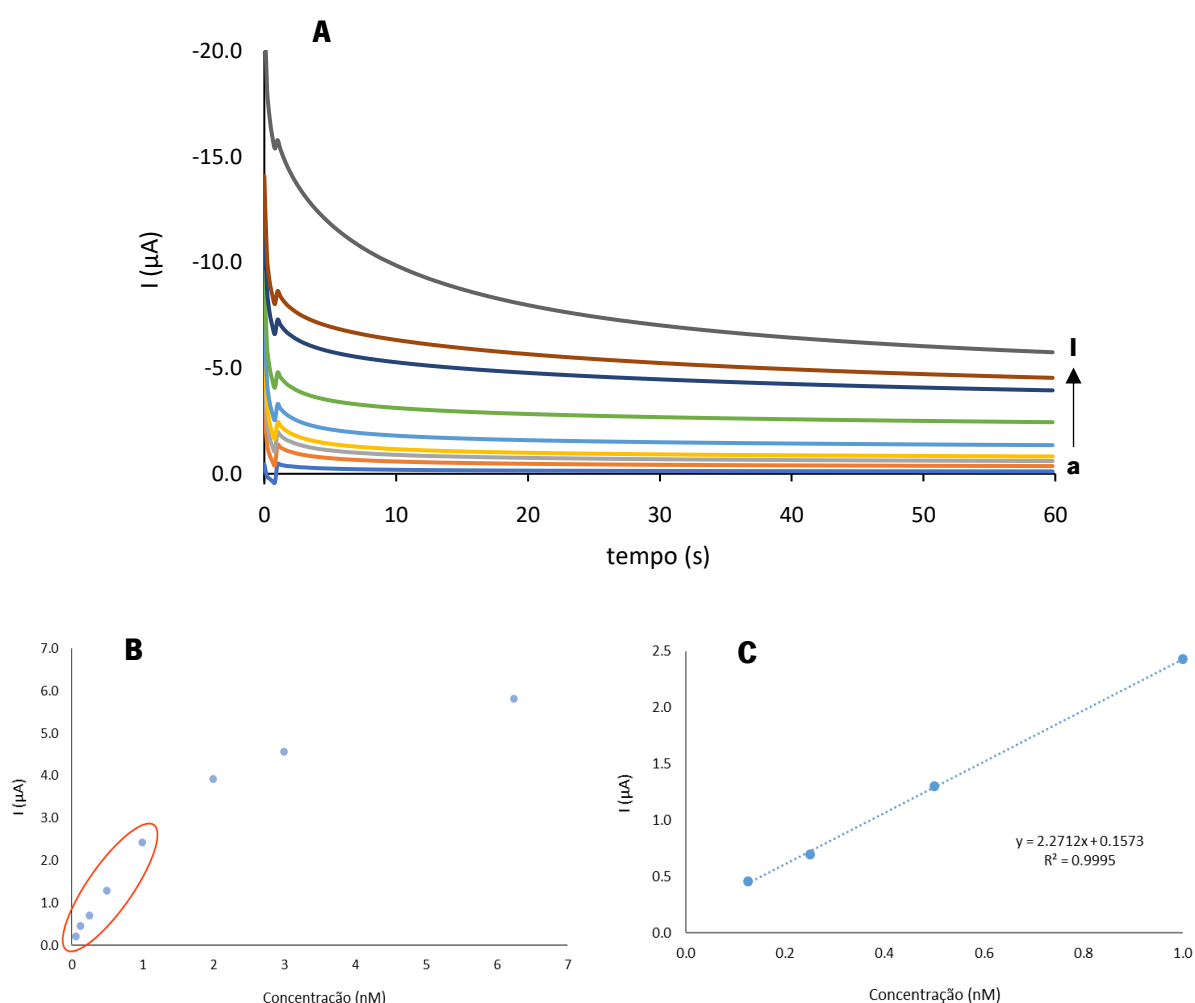 A
-20.0
-15.0
-10.0
-5.0
0.0
I (µA)
0 10 20 30 40 50 60
tempo (s)
I
a
B
7.0
6.0
5.0
4.0
3.0
2.0
1.0
0.0
I (µA)
0 1 2 3 4 5 6 7
Concentração (nM)
C
2.5
2.0
1.5
1.0
0.5
0.0
I (µA)
y = 2.2712x + 0.1573
R² = 0.9995
0.0 0.2 0.4 0.6 0.8 1.0
Concentração (nM)